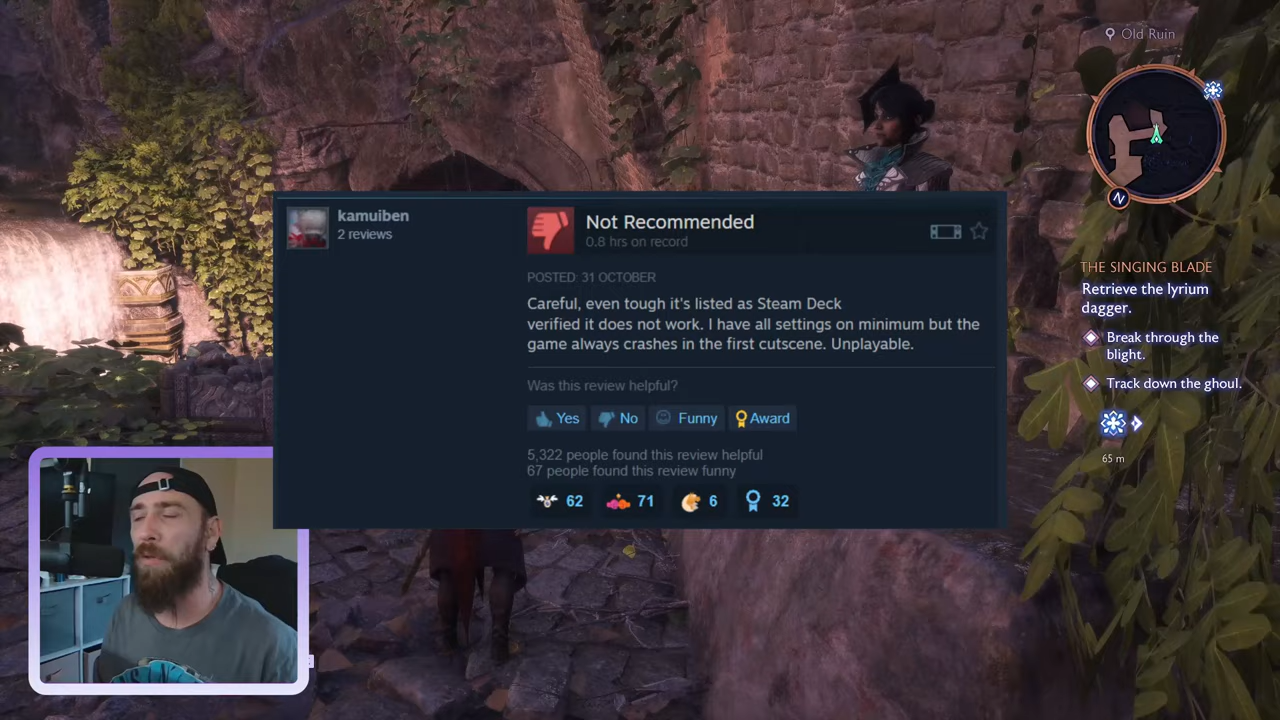 Old Ruin
N
THE SINGING BLADE
Retrieve the lyrium
dagger.
Break through the
blight.
Track down the ghoul.
65 m
kamuiben
2 reviews
Not Recommended
0.8 hrs on record
POSTED: 31 OCTOBER
Careful, even tough it's listed as Steam Deck
verified it does not work. I have all settings on minimum but the
game always crashes in the first cutscene. Unplayable.
Was this review helpful?
Yes No Funny Award
5,322 people found this review helpful
67 people found this review funny
62 71 6 32